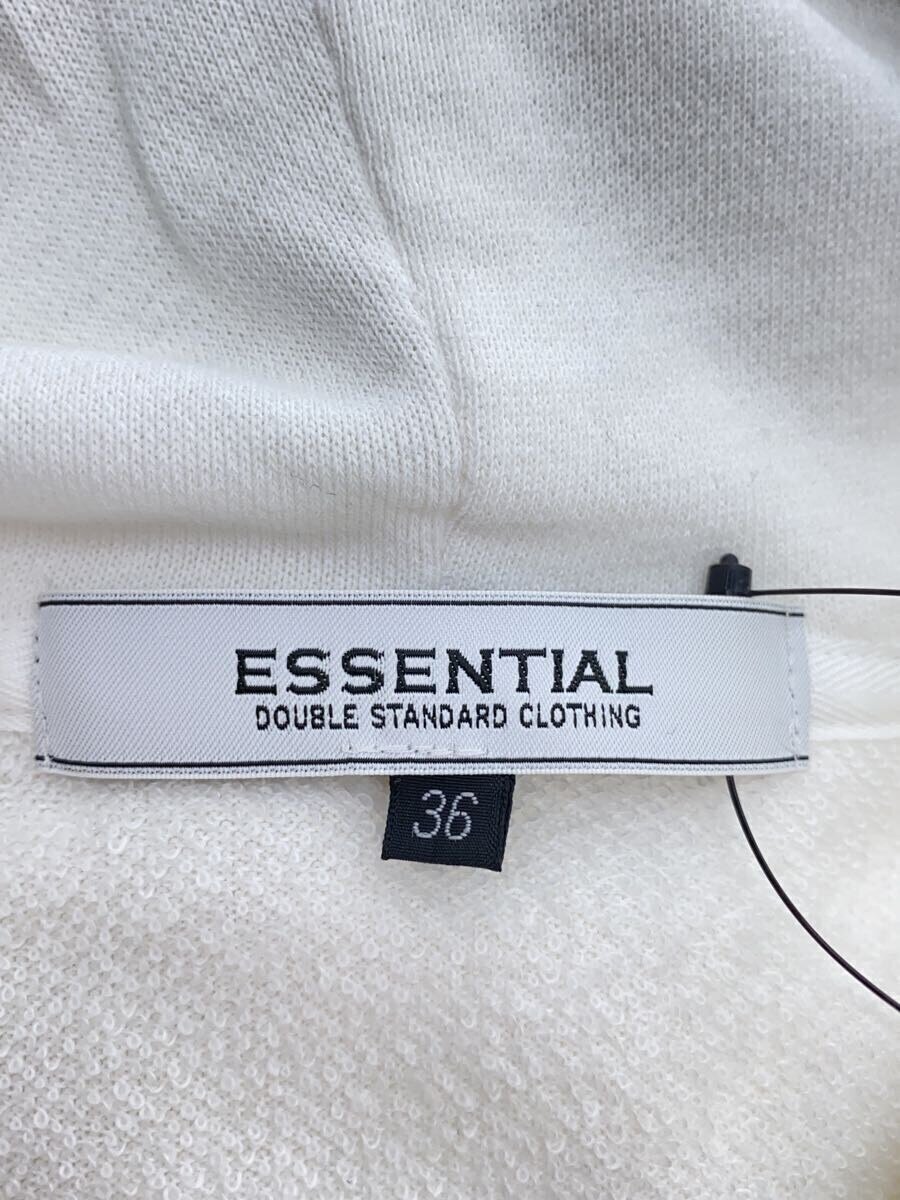 ESSENTIAL
DOUBLE STANDARD CLOTHING
36